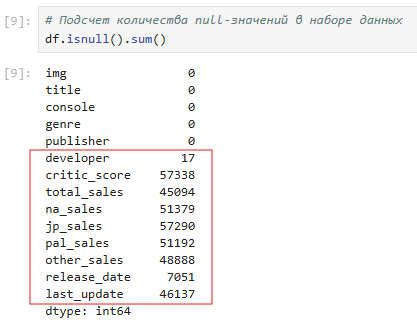 [9]: # Подсчет количества null-значений в наборе данных
df.isnull().sum()
[9]: img 0
title 0
console 0
genre 0
publisher 0
developer 17
critic_score 57338
total_sales 45094
na_sales 51379
jp_sales 57290
pal_sales 51192
other_sales 48888
release_date 7051
last_update 46137
dtype: int64